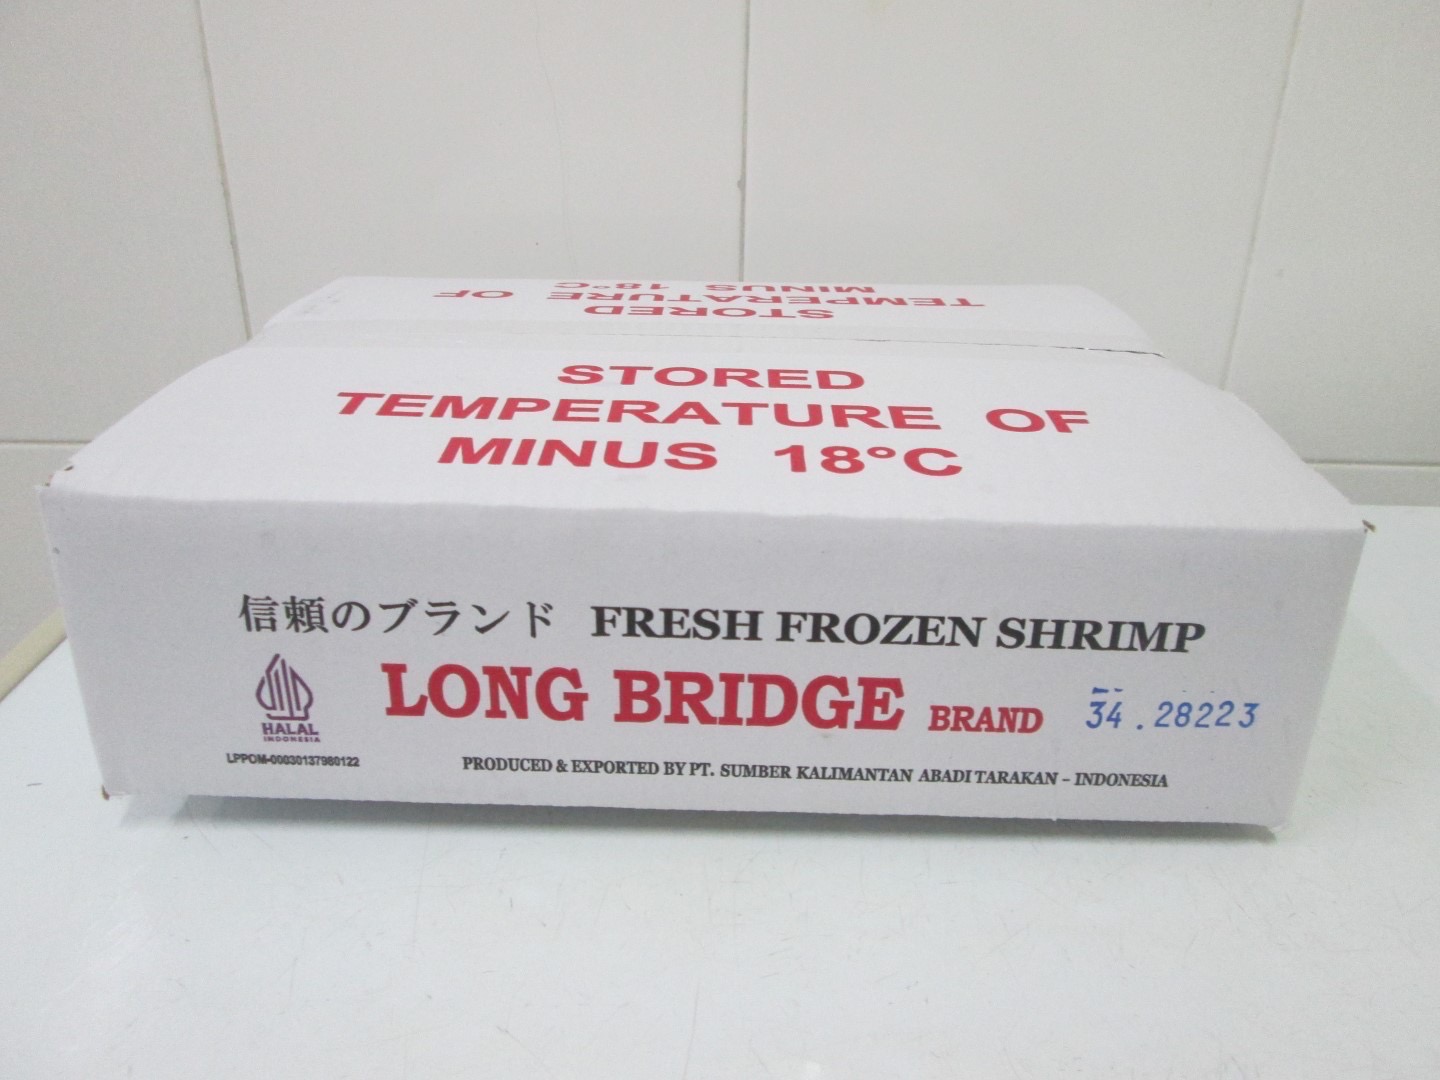 STORED
TEMPERATURE OF
MINUS 18°C
STORED
TEMPERATURE OF
MINUS 18°C
信頼のブランド FRESH FROZEN SHRIMP
HALAL
INDONESIA
LONG BRIDGE BRAND 34.28223
LPPOM-00030137980122
PRODUCED & EXPORTED BY PT. SUMBER KALIMANTAN ABADI TARAKAN - INDONESIA